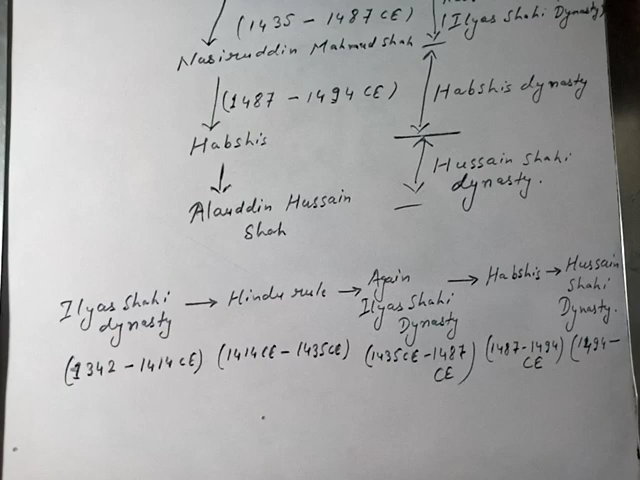 (1435 - 1487 CE)
(Ilyas Shahi Dynasty)
Nasiruddin Mahmud Shah
(1487 - 1494 CE)
Habshis dynasty
Habshis
Hussain Shahi
dynasty.
Alauddin Hussain
Shah
Ilyas Shahi
dynasty
(1342 - 1414 CE)
Hindu rule
(1414 CE - 1435 CE)
Again
Ilyas Shahi
Dynasty
(1435 CE - 1487
CE)
Habshis
(1487 - 1494)
CE
Hussain
Shahi
Dynasty.
(1494 -